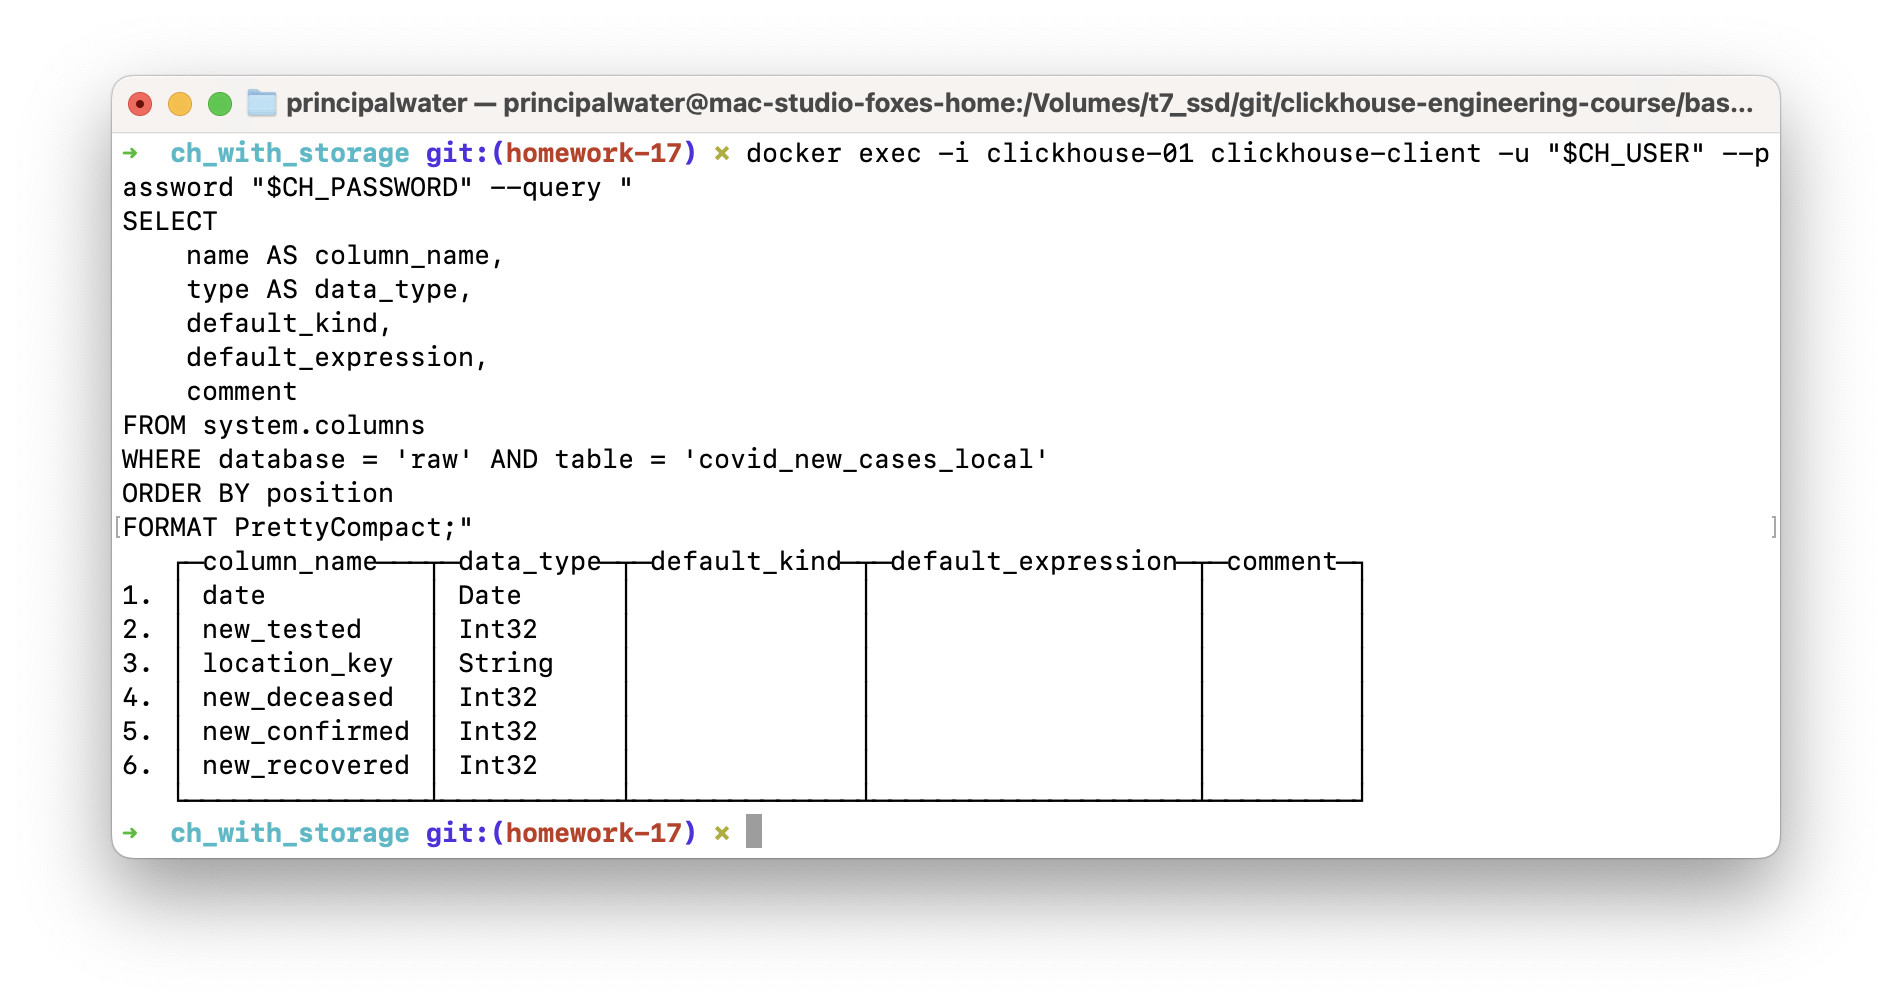 principalwater — principalwater@mac-studio-foxes-home:/Volumes/t7_ssd/git/clickhouse-engineering-course/bas...
➜  ch_with_storage git:(homework-17) ✗ docker exec -i clickhouse-01 clickhouse-client -u "$CH_USER" --p
assword "$CH_PASSWORD" --query "
SELECT
    name AS column_name,
    type AS data_type,
    default_kind,
    default_expression,
    comment
FROM system.columns
WHERE database = 'raw' AND table = 'covid_new_cases_local'
ORDER BY position
[FORMAT PrettyCompact;" ]
   ┌─column_name───┬─data_type─┬─default_kind─┬─default_expression─┬─comment─┐
1. │ date          │ Date      │              │                    │         │
2. │ new_tested    │ Int32     │              │                    │         │
3. │ location_key  │ String    │              │                    │         │
4. │ new_deceased  │ Int32     │              │                    │         │
5. │ new_confirmed │ Int32     │              │                    │         │
6. │ new_recovered │ Int32     │              │                    │         │
   └───────────────┴───────────┴──────────────┴────────────────────┴─────────┘
➜  ch_with_storage git:(homework-17) ✗